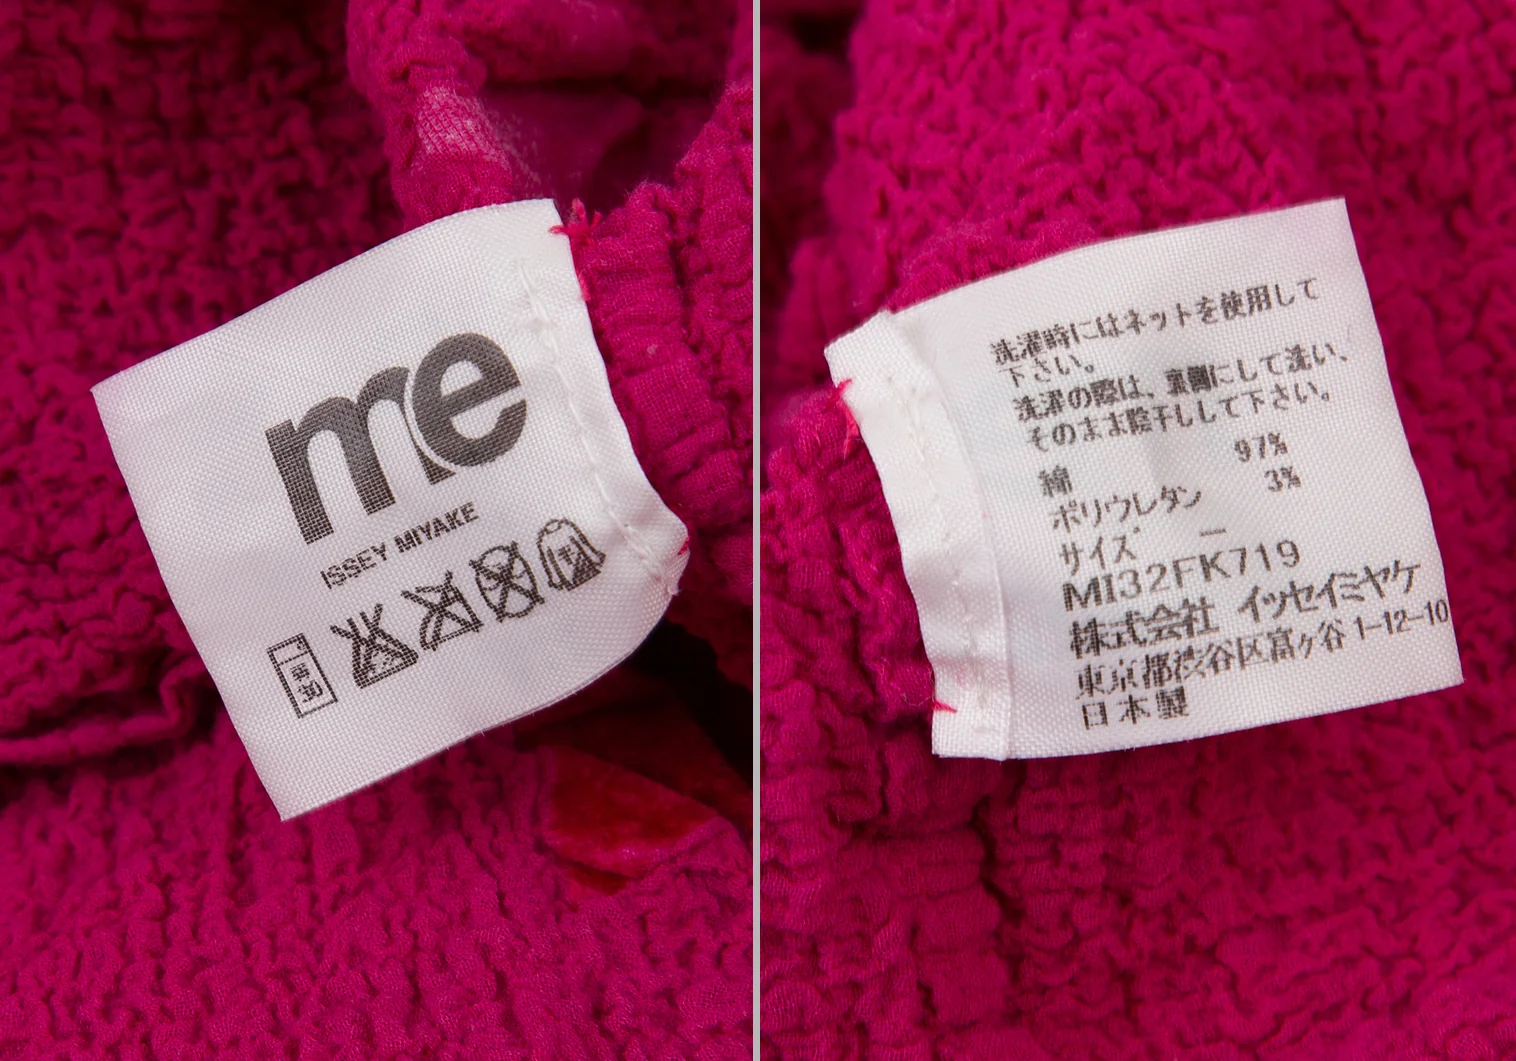 me
ISSEY MIYAKE
洗濯時にはネットを使用して
下さい。
洗濯の際は、裏側にして洗い、
そのまま陰干しして下さい。
97%
綿
3%
ポリウレタン
サイズ －
MI32FK719
株式会社 イッセイミヤケ
東京都渋谷区富ヶ谷1-12-10
日本製